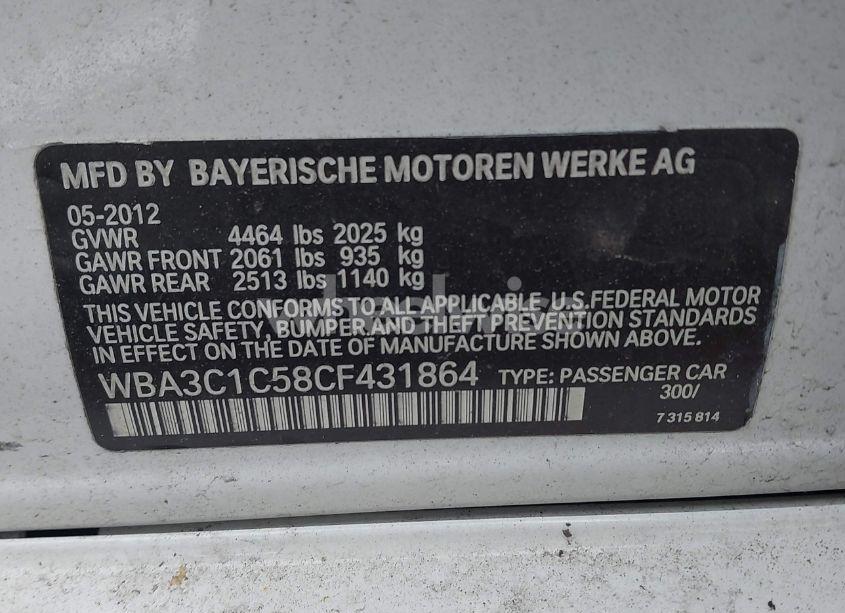 MFD BY BAYERISCHE MOTOREN WERKE AG
05-2012
GVWR 4464 lbs 2025 kg
GAWR FRONT 2061 lbs 935 kg
GAWR REAR 2513 lbs 1140 kg
THIS VEHICLE CONFORMS TO ALL APPLICABLE U.S.FEDERAL MOTOR
VEHICLE SAFETY, BUMPER,AND THEFT PREVENTION STANDARDS
IN EFFECT ON THE DATE OF MANUFACTURE SHOWN ABOVE.
WBA3C1C58CF431864 TYPE: PASSENGER CAR
300/
7 315 814